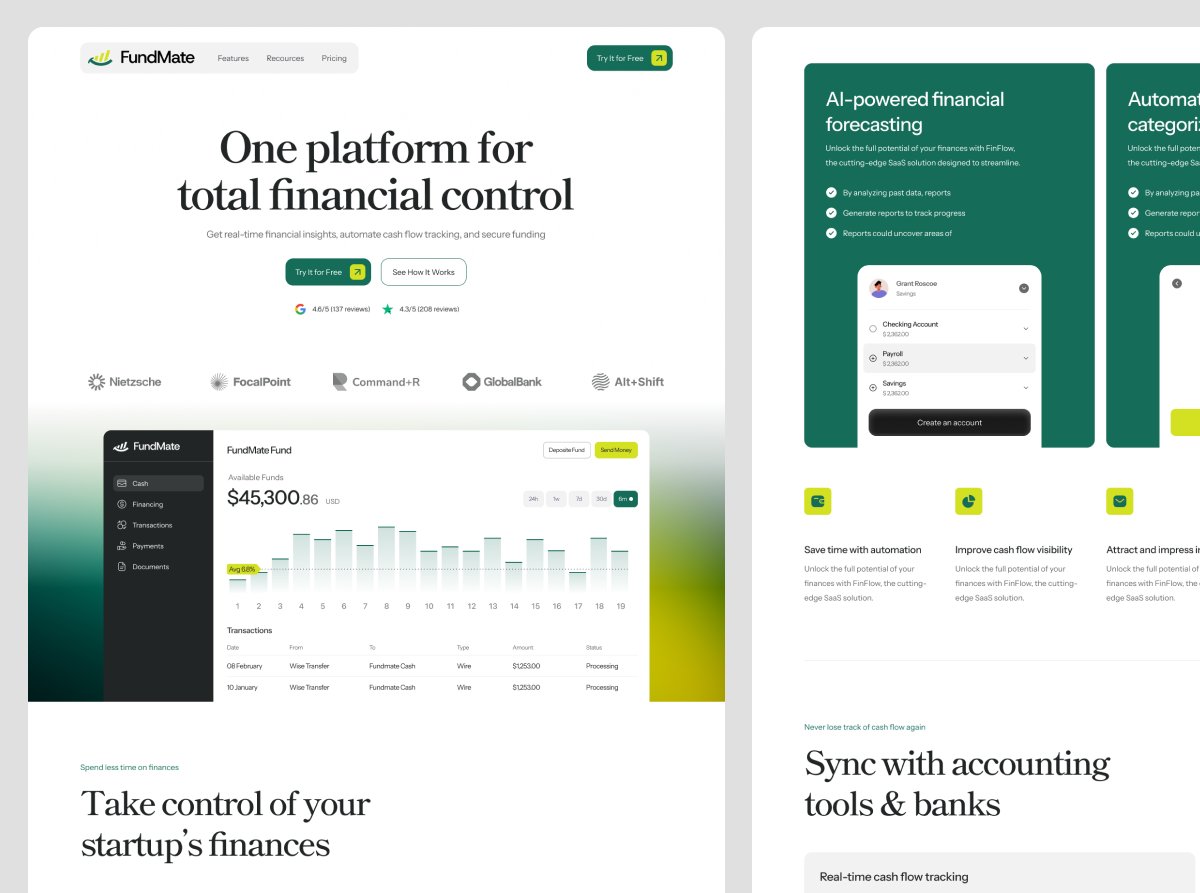 FundMate
Features Recources Pricing
Try It for Free
One platform for
total financial control
Get real-time financial insights, automate cash flow tracking, and secure funding
Try It for Free
See How It Works
4.6/5 (137 reviews)
4.3/5 (208 reviews)
Nietzsche
FocalPoint
Command+R
GlobalBank
Alt+Shift
FundMate
Cash
Financing
Transactions
Payments
Documents
FundMate Fund
Deposite Fund
Send Money
Available Funds
$45,300.86 USD
24h 1w 7d 30d 6m
Avg 6.8%
1 2 3 4 5 6 7 8 9 10 11 12 13 14 15 16 17 18 19
Transactions
Date From To Type Amount Status
08 February Wise Transfer Fundmate Cash Wire $1,253.00 Processing
10 January Wise Transfer Fundmate Cash Wire $1,253.00 Processing
Spend less time on finances
Take control of your
startup's finances
AI-powered financial
forecasting
Unlock the full potential of your finances with FinFlow,
the cutting-edge SaaS solution designed to streamline.
By analyzing past data, reports
Generate reports to track progress
Reports could uncover areas of
Grant Roscoe
Savings
Checking Account
$2,362.00
Payroll
$2,362.00
Savings
$2,362.00
Create an account
Automat
categori
Unlock the full poten
the cutting-edge Saa
By analyzing pa
Generate repor
Reports could u
Save time with automation
Unlock the full potential of your
finances with FinFlow, the cutting-
edge SaaS solution.
Improve cash flow visibility
Unlock the full potential of your
finances with FinFlow, the cutting-
edge SaaS solution.
Attract and impress in
Unlock the full potential of
finances with FinFlow, the
edge SaaS solution.
Never lose track of cash flow again
Sync with accounting
tools & banks
Real-time cash flow tracking